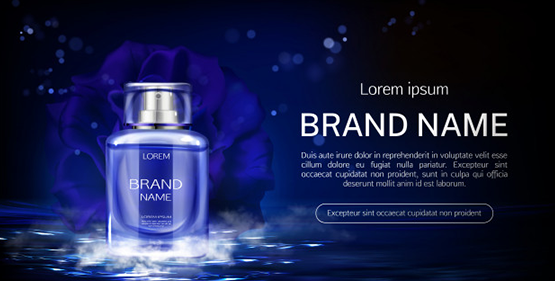 LOREM
BRAND
NAME
Lorem ipsum
BRAND NAME
Duis aute irure dolor in reprehenderit in voluptate velit esse
cillum dolore eu fugiat nulla pariatur. Excepteur sint
occaecat cupidatat non proident, sunt in culpa qui officia
deserunt mollit anim id est laborum.
Excepteur sint occaecat cupidatat non proident